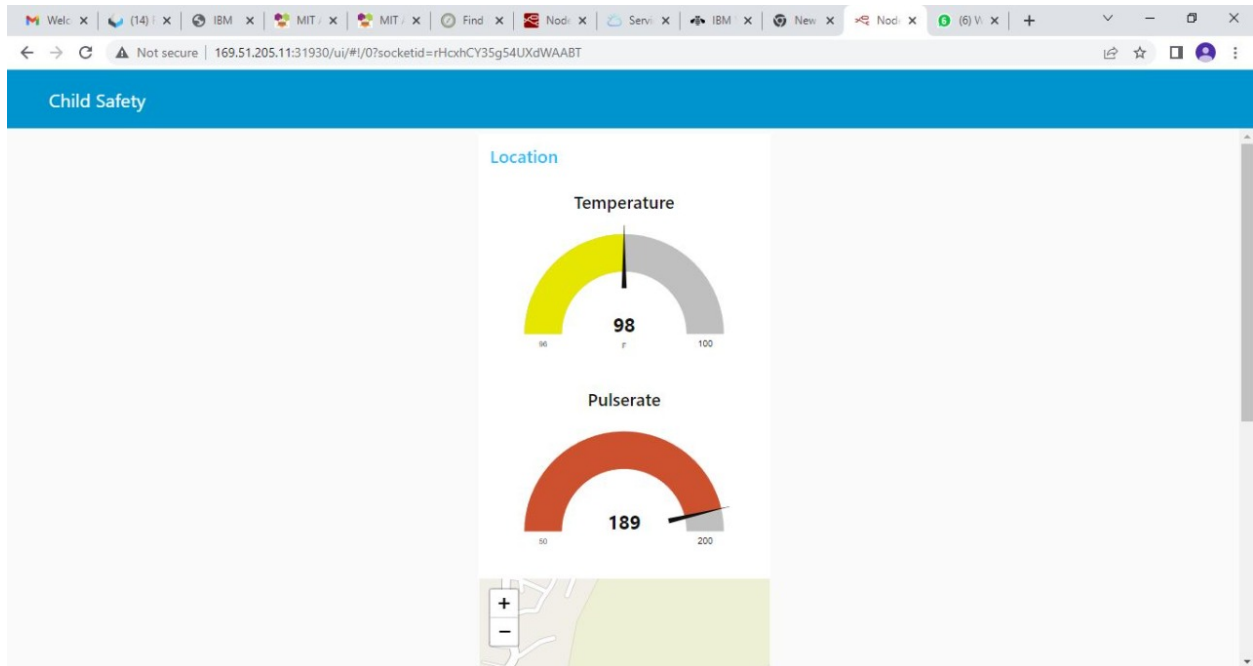 Welc (14) F IBM MIT A MIT A Find Node Servi IBM New Node (6) W
Not secure 169.51.205.11:31930/ui/#!/0?socketid=rHcxhCY35g54UXdWAABT
Child Safety
Location
Temperature
98
96 F 100
Pulserate
189
50 200
+
−